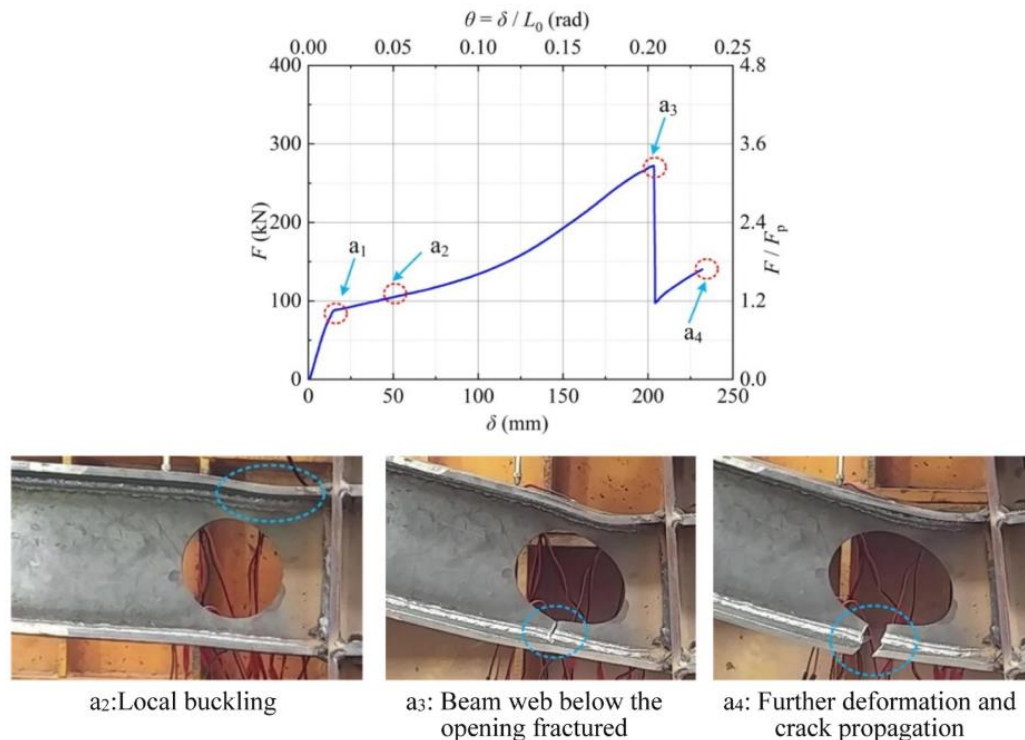 θ = δ / L₀ (rad)
0.00 0.05 0.10 0.15 0.20 0.25
400 4.8
a₃
300 3.6
F (kN)
200 2.4
F / Fₚ
a₁ a₂
100 1.2
a₄
0 0.0
0 50 100 150 200 250
δ (mm)
a₂:Local buckling
a₃: Beam web below the
opening fractured
a₄: Further deformation and
crack propagation